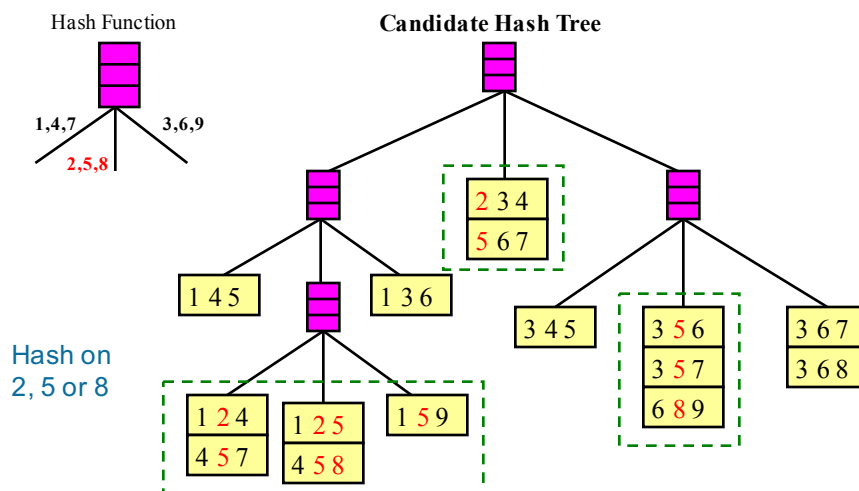 Hash Function
Candidate Hash Tree
1,4,7
3,6,9
2,5,8
2 3 4
5 6 7
1 4 5
1 3 6
3 4 5
3 5 6
3 5 7
6 8 9
3 6 7
3 6 8
Hash on
2, 5 or 8
1 2 4
4 5 7
1 2 5
4 5 8
1 5 9